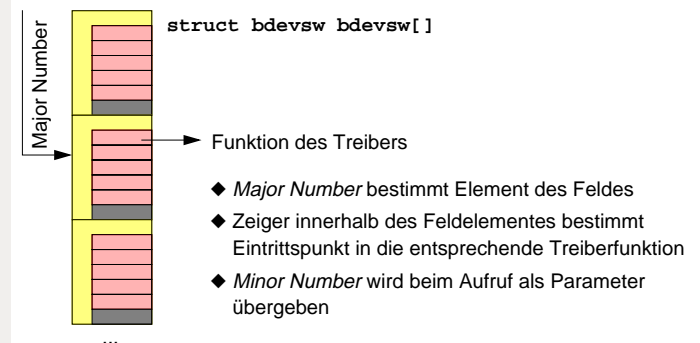 struct bdevsw bdevsw[]
Major Number
Funktion des Treibers
◆ Major Number bestimmt Element des Feldes
◆ Zeiger innerhalb des Feldelementes bestimmt
Eintrittspunkt in die entsprechende Treiberfunktion
◆ Minor Number wird beim Aufruf als Parameter
übergeben
...